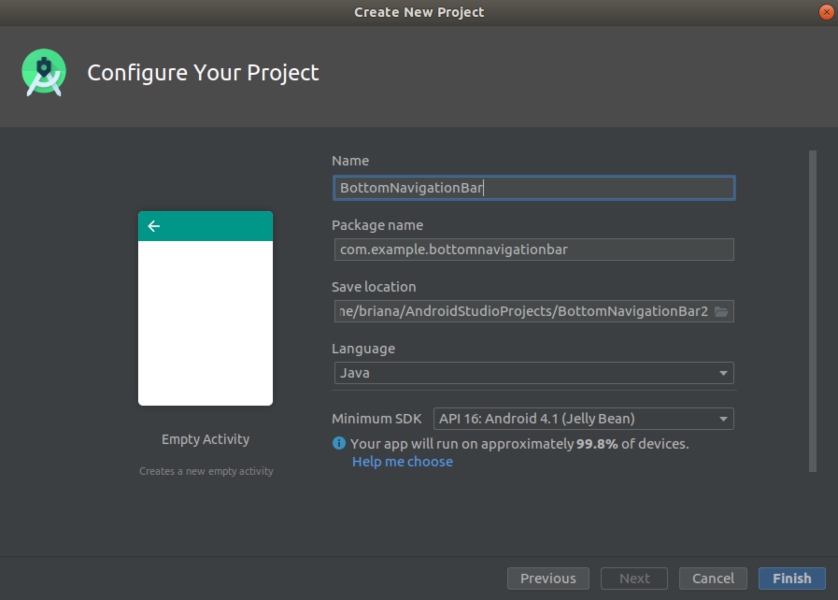 Create New Project
Configure Your Project
Name
BottomNavigationBar
Package name
com.example.bottomnavigationbar
Save location
ne/briana/AndroidStudioProjects/BottomNavigationBar2
Language
Java
Minimum SDK API 16: Android 4.1 (Jelly Bean)
Your app will run on approximately 99.8% of devices.
Help me choose
Empty Activity
Creates a new empty activity
Previous Next Cancel Finish